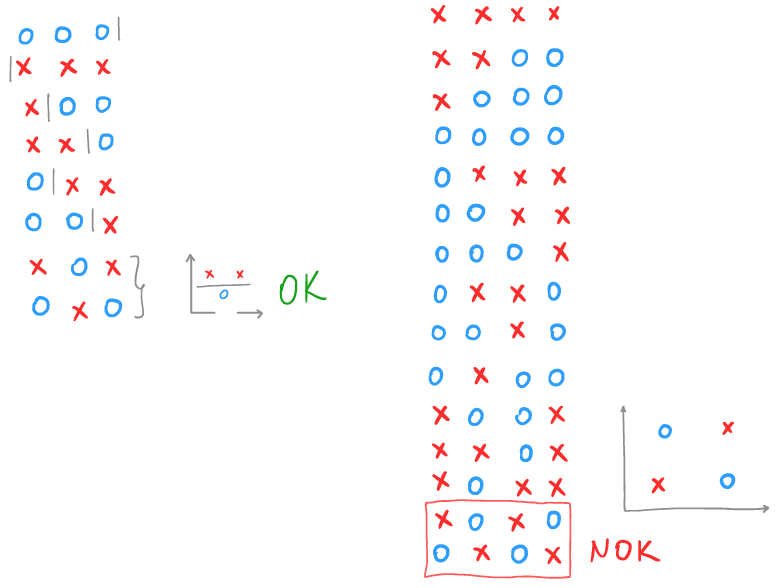 O O O |
| X X X
X | O O
X X | O
O | X X
O O | X
X O X
O X O
X X
O
OK
X X X X
X X O O
X O O O
O O O O
O X X X
O O X X
O O O X
O X X O
O O X O
O X O O
X O O X
X X O X
X O X X
X O X O
O X O X
O X
X O
NOK